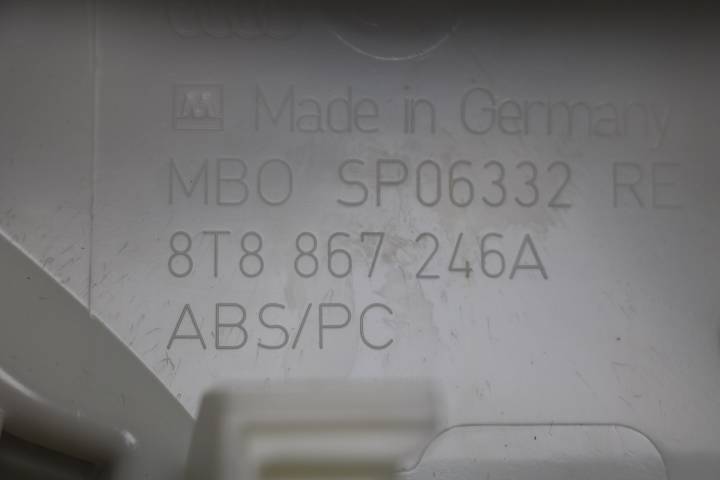 Made in Germany
MBO SP06332 RE
8T8 867 246A
ABS/PC